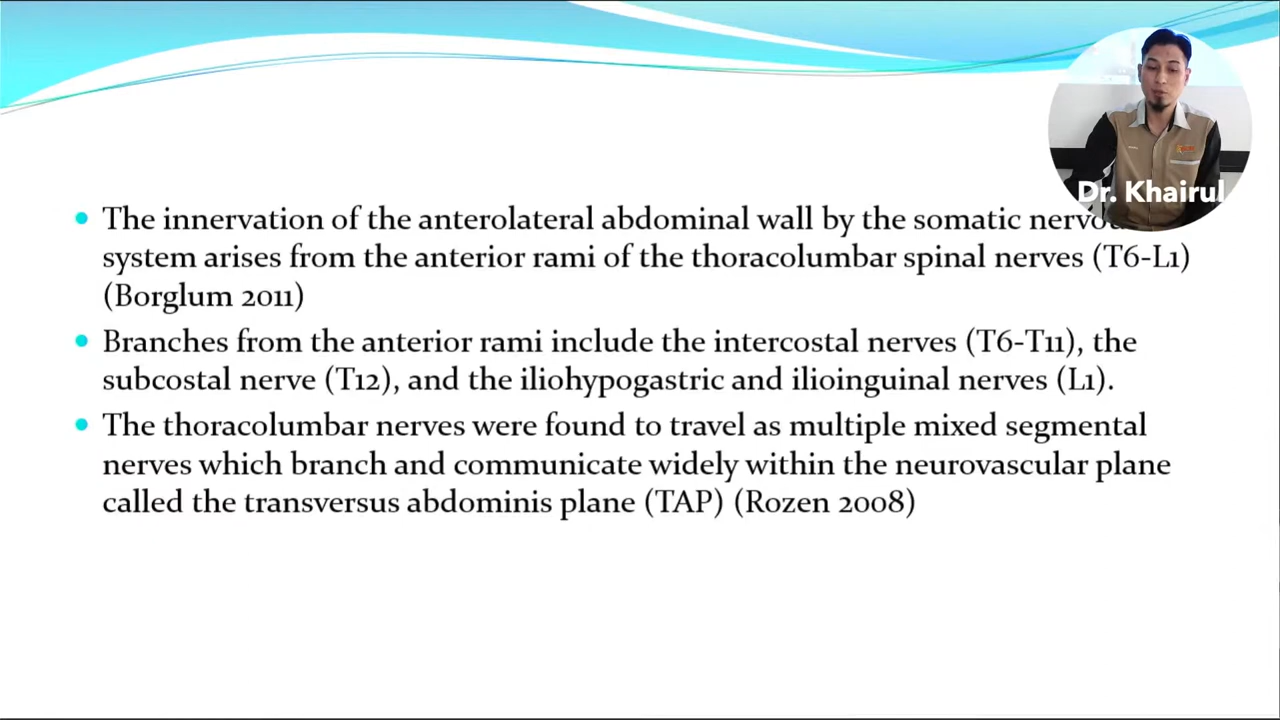 Dr. Khairul
The innervation of the anterolateral abdominal wall by the somatic
system arises from the anterior rami of the thoracolumbar spinal nerves (T6-L1)
(Borglum 2011)
Branches from the anterior rami include the intercostal nerves (T6-T11), the
subcostal nerve (T12), and the iliohypogastric and ilioinguinal nerves (L1).
The thoracolumbar nerves were found to travel as multiple mixed segmental
nerves which branch and communicate widely within the neurovascular plane
called the transversus abdominis plane (TAP) (Rozen 2008)